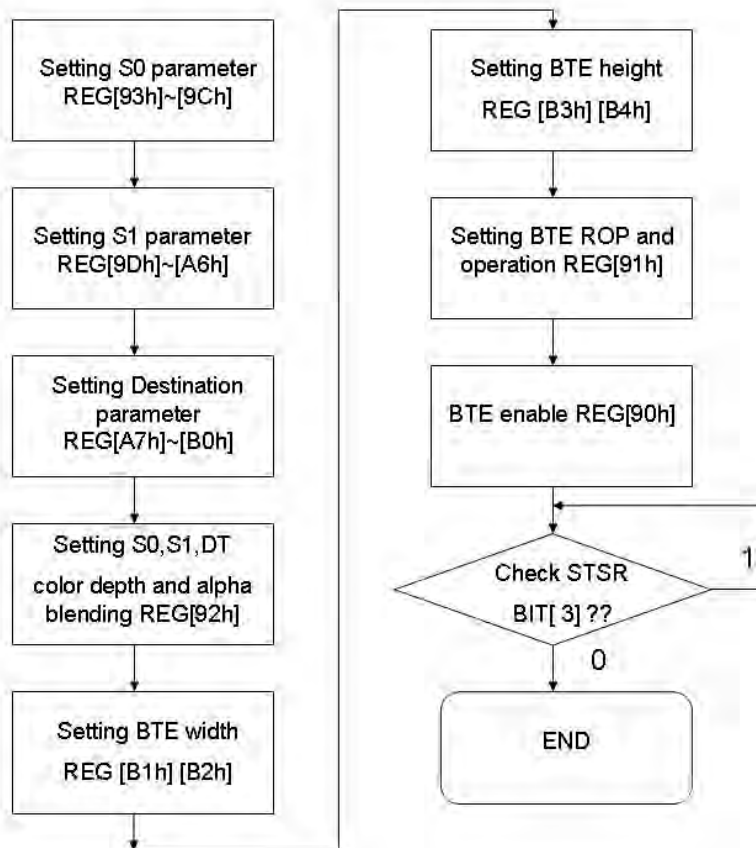 Setting S0 parameter
REG[93h]~[9Ch]
Setting S1 parameter
REG[9Dh]~[A6h]
Setting Destination
parameter
REG[A7h]~[B0h]
Setting S0,S1,DT
color depth and alpha
blending REG[92h]
Setting BTE width
REG [B1h] [B2h]
Setting BTE height
REG [B3h] [B4h]
Setting BTE ROP and
operation REG[91h]
BTE enable REG[90h]
Check STSR
BIT[ 3] ??
1
0
END